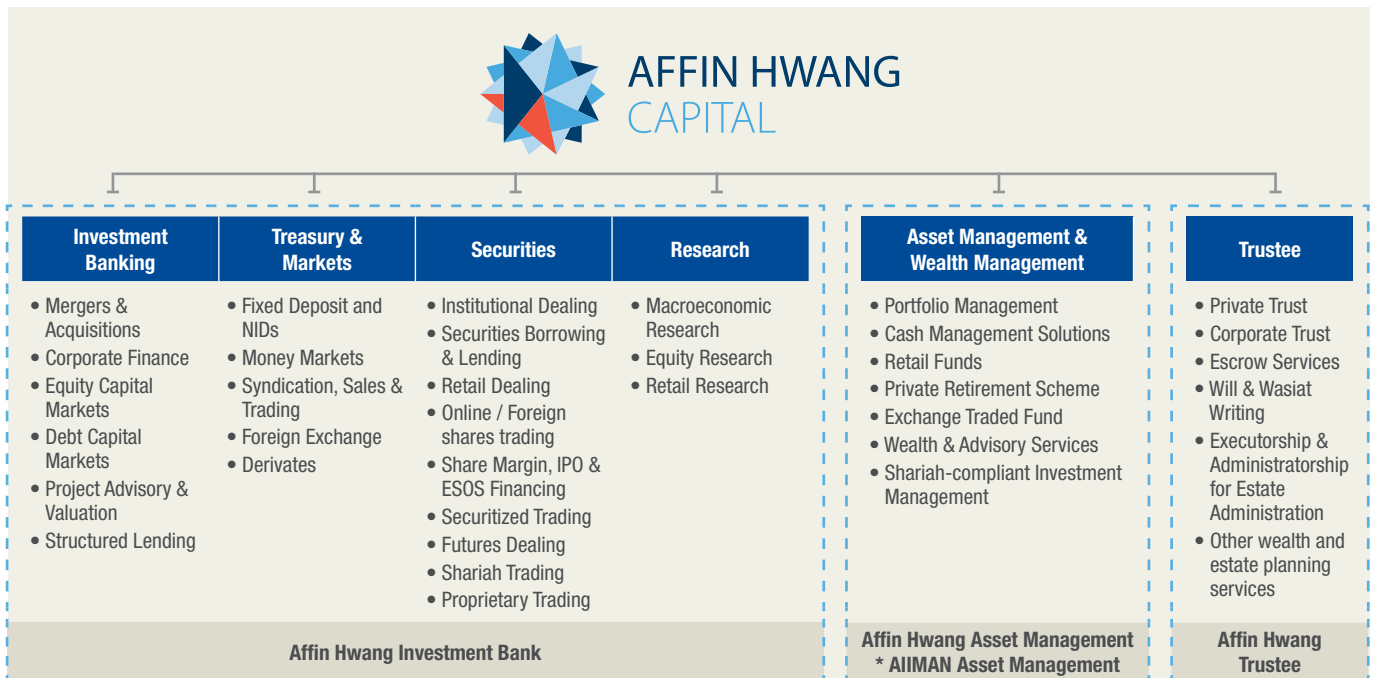 AFFIN HWANG
CAPITAL
Investment
Banking
• Mergers &
Acquisitions
• Corporate Finance
• Equity Capital
Markets
• Debt Capital
Markets
• Project Advisory &
Valuation
• Structured Lending
Treasury &
Markets
• Fixed Deposit and
NIDs
• Money Markets
• Syndication, Sales &
Trading
• Foreign Exchange
• Derivates
Securities
• Institutional Dealing
• Securities Borrowing
& Lending
• Retail Dealing
• Online / Foreign
shares trading
• Share Margin, IPO &
ESOS Financing
• Securitized Trading
• Futures Dealing
• Shariah Trading
• Proprietary Trading
Research
• Macroeconomic
Research
• Equity Research
• Retail Research
Affin Hwang Investment Bank
Asset Management &
Wealth Management
• Portfolio Management
• Cash Management Solutions
• Retail Funds
• Private Retirement Scheme
• Exchange Traded Fund
• Wealth & Advisory Services
• Shariah-compliant Investment
Management
Affin Hwang Asset Management
* AIIMAN Asset Management
Trustee
• Private Trust
• Corporate Trust
• Escrow Services
• Will & Wasiat
Writing
• Executorship &
Administratorship
for Estate
Administration
• Other wealth and
estate planning
services
Affin Hwang
Trustee